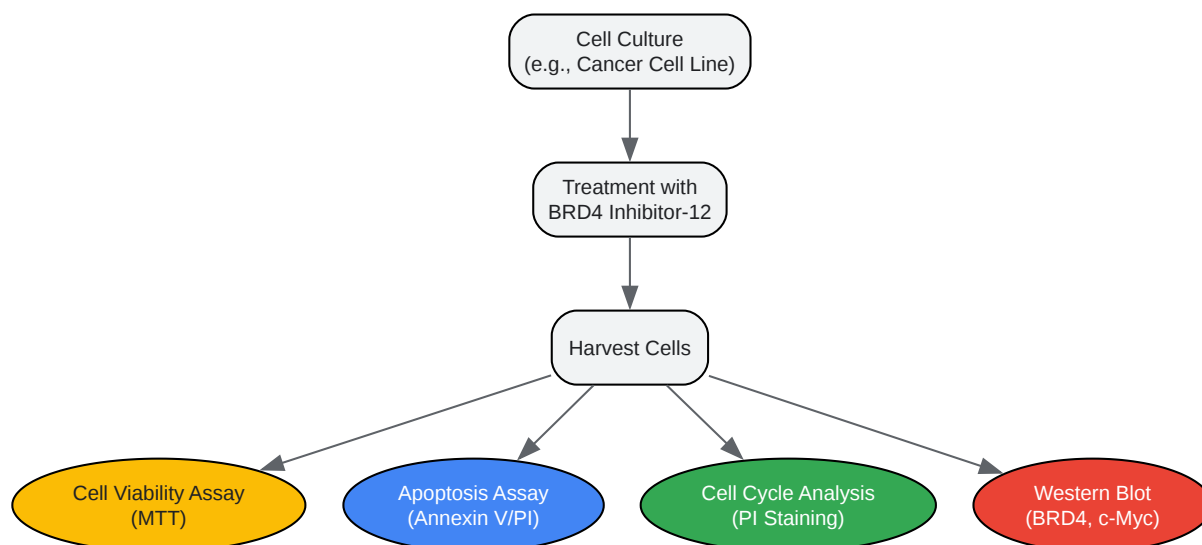 Cell Culture
(e.g., Cancer Cell Line)
Treatment with
BRD4 Inhibitor-12
Harvest Cells
Cell Viability Assay
(MTT)
Apoptosis Assay
(Annexin V/PI)
Cell Cycle Analysis
(PI Staining)
Western Blot
(BRD4, c-Myc)